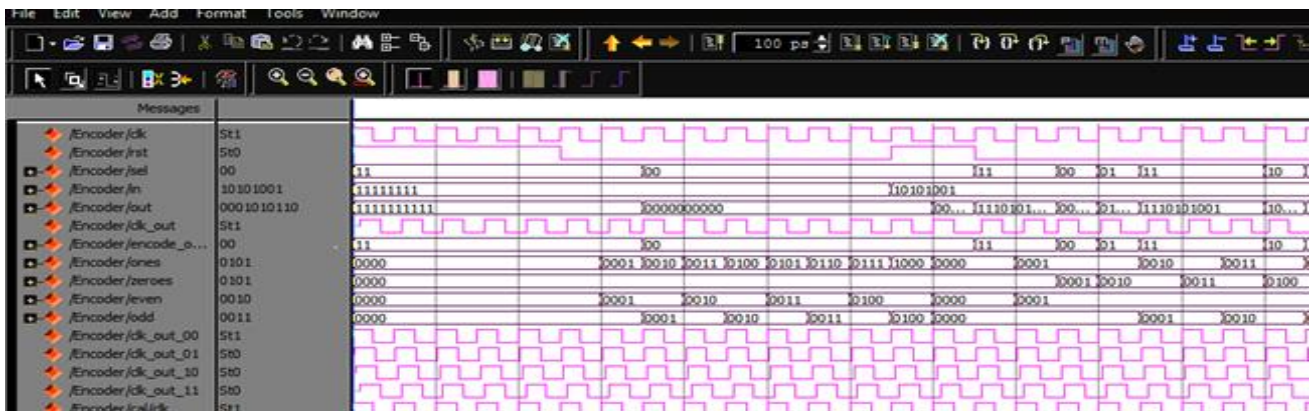 File Edit View Add Format Tools Window
100 ps
Messages
/Encoder/clk St1
/Encoder/rst St0
/Encoder/sel 00 11 00 11 00 01 11 10
/Encoder/in 10101001 11111111 10101001
/Encoder/out 0001010110 1111111111 0000000000 00... 1110101... 00... 01... 1110101001 10...
/Encoder/clk_out St1
/Encoder/encode_o... 00 11 00 11 00 01 11 10
/Encoder/ones 0101 0000 0001 0010 0011 0100 0101 0110 0111 1000 0000 0001 0010 0011
/Encoder/zeroes 0101 0000 0001 0010 0011 0100
/Encoder/even 0010 0000 0001 0010 0011 0100 0000 0001
/Encoder/odd 0011 0000 0001 0010 0011 0100 0000 0001 0010
/Encoder/clk_out_00 St1
/Encoder/clk_out_01 St0
/Encoder/clk_out_10 St0
/Encoder/clk_out_11 St0
/Encoder/cal/clk St1